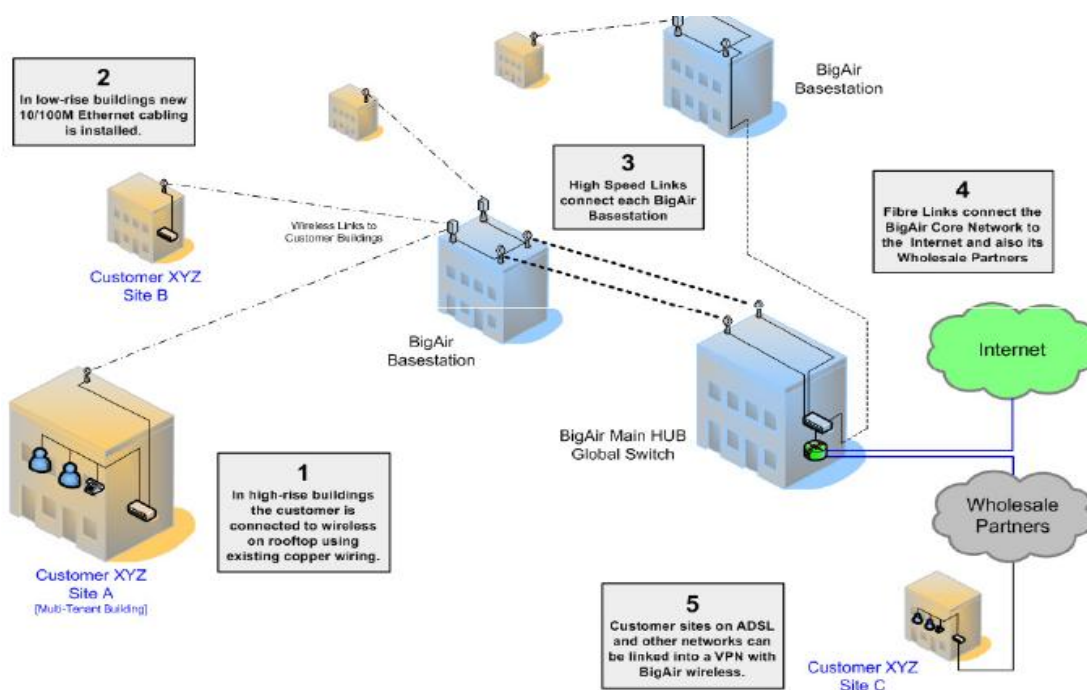 BigAir
Basestation
2
In low-rise buildings new
10/100M Ethernet cabling
is installed.
3
High Speed Links
connect each BigAir
Basestation
4
Fibre Links connect the
BigAir Core Network to
the Internet and also its
Wholesale Partners
Wireless Links to
Customer Buildings
Customer XYZ
Site B
BigAir
Basestation
Internet
BigAir Main HUB
Global Switch
1
In high-rise buildings
the customer is
connected to wireless
on rooftop using
existing copper wiring.
Wholesale
Partners
Customer XYZ
Site A
[Multi-Tenant Building]
5
Customer sites on ADSL
and other networks can
be linked into a VPN with
BigAir wireless.
Customer XYZ
Site C